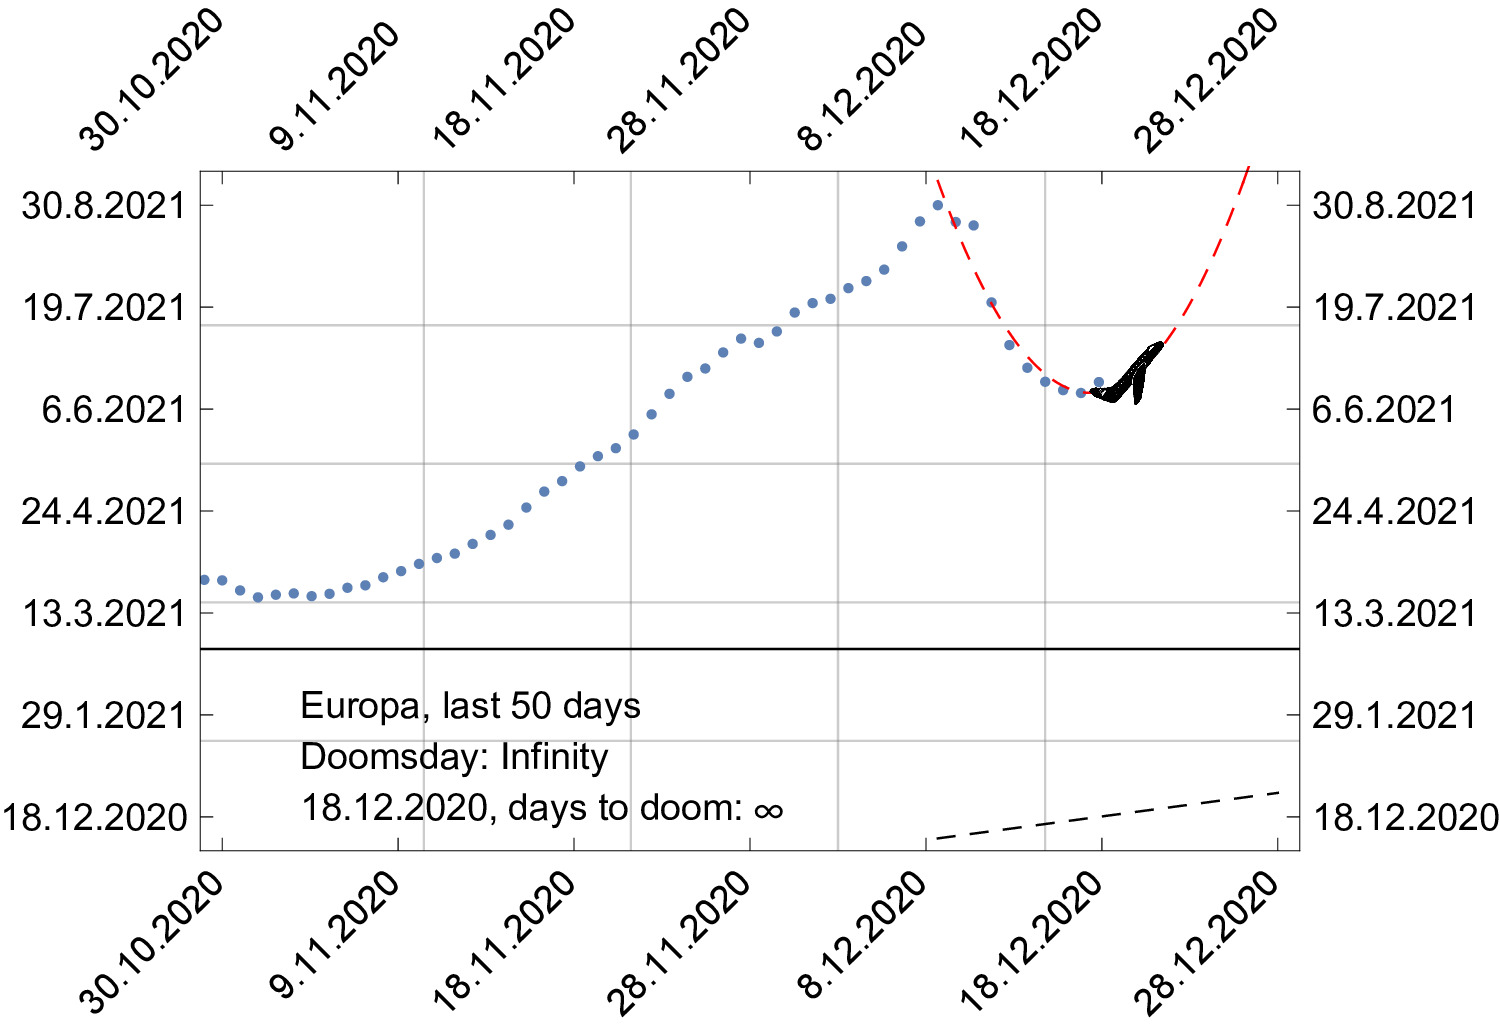 30.10.2020 9.11.2020 18.11.2020 28.11.2020 8.12.2020 18.12.2020 28.12.2020
30.8.2021 30.8.2021
19.7.2021 19.7.2021
6.6.2021 6.6.2021
24.4.2021 24.4.2021
13.3.2021 13.3.2021
Europa, last 50 days
29.1.2021 29.1.2021
Doomsday: Infinity
18.12.2020, days to doom: ∞
18.12.2020 18.12.2020
30.10.2020 9.11.2020 18.11.2020 28.11.2020 8.12.2020 18.12.2020 28.12.2020